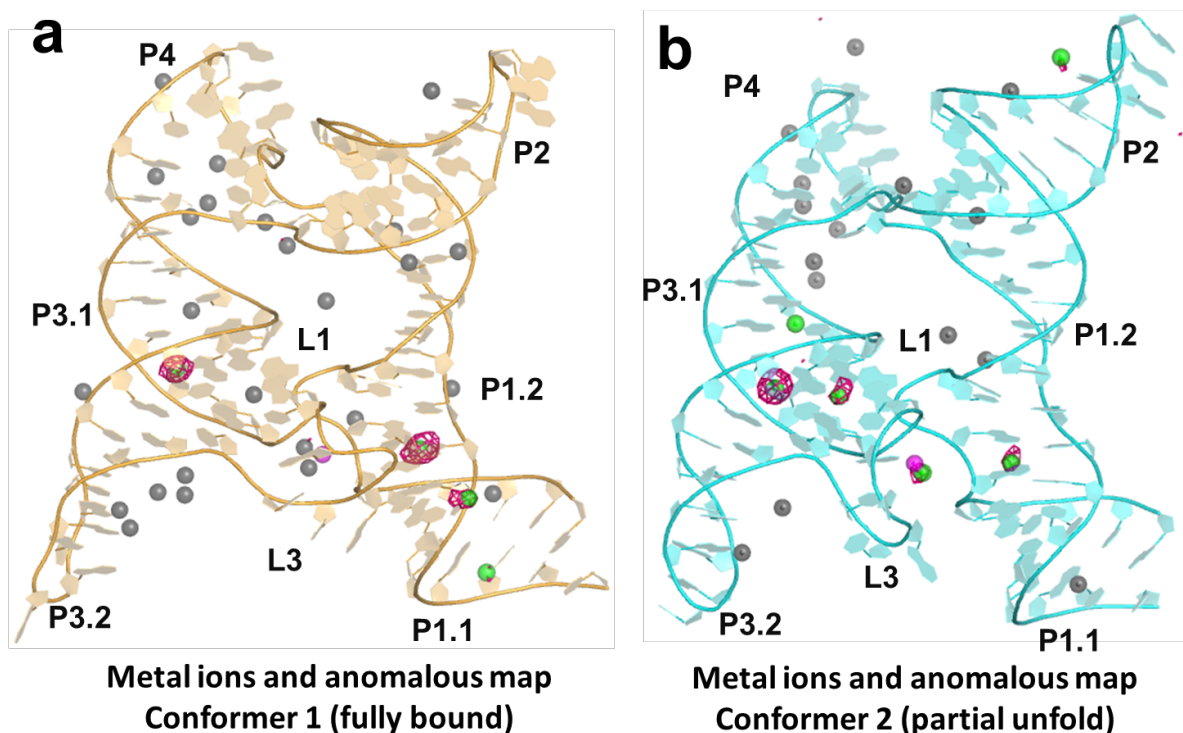 a
P4
P2
P3.1
L1
P1.2
L3
P3.2
P1.1
Metal ions and anomalous map
Conformer 1 (fully bound)
b
P4
P2
P3.1
L1
P1.2
L3
P3.2
P1.1
Metal ions and anomalous map
Conformer 2 (partial unfold)